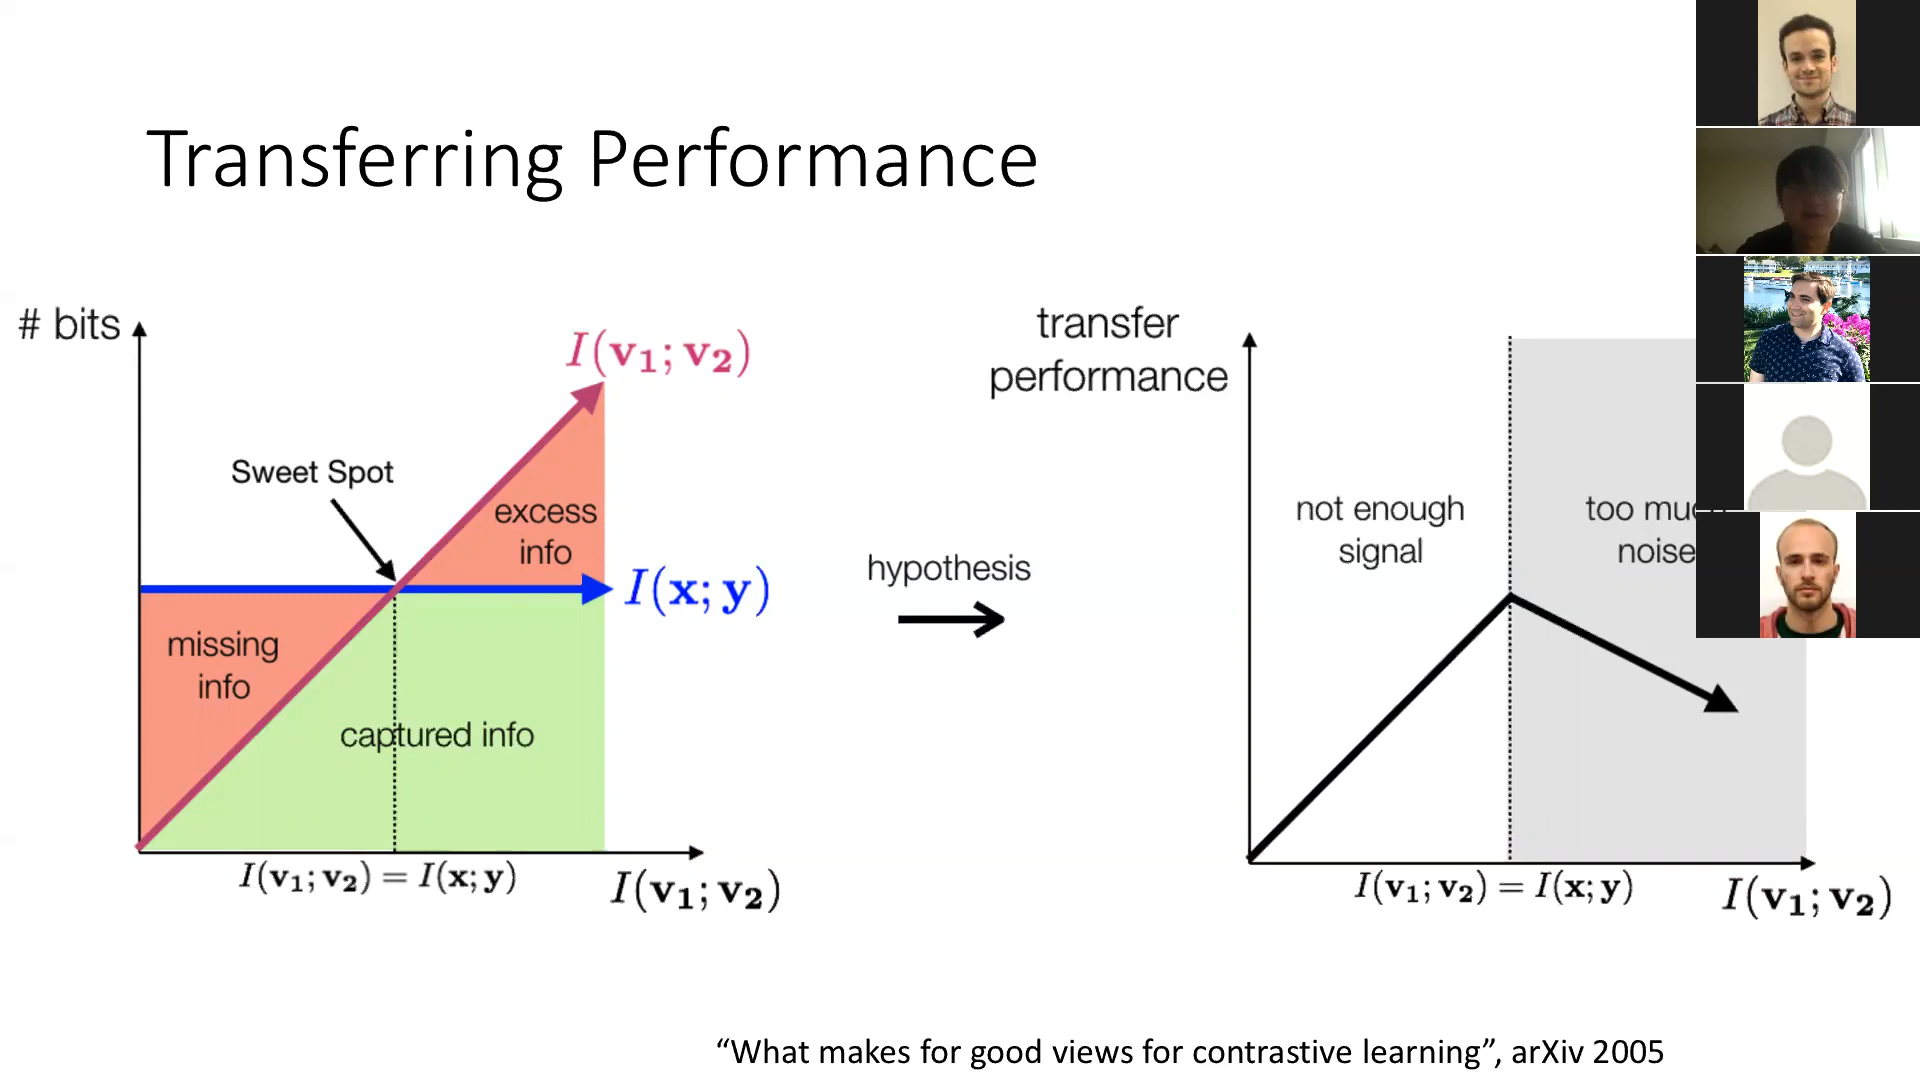 Transferring Performance
# bits
I(v₁; v₂)
Sweet Spot
excess
info
I(x; y)
missing
info
captured info
I(v₁; v₂) = I(x; y)
I(v₁; v₂)
hypothesis
transfer
performance
not enough
signal
too much
noise
I(v₁; v₂) = I(x; y)
I(v₁; v₂)
“What makes for good views for contrastive learning”, arXiv 2005